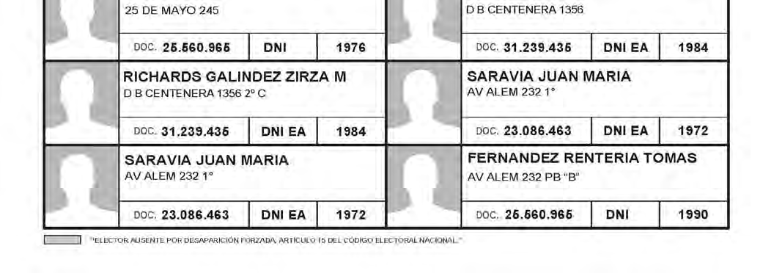 25 DE MAYO 245
DOC. 25.560.965 DNI 1976
D B CENTENERA 1356
DOC. 31.239.435 DNI EA 1984
RICHARDS GALINDEZ ZIRZA M
D B CENTENERA 1356 2º C
DOC. 31.239.435 DNI EA 1984
SARAVIA JUAN MARIA
AV ALEM 232 1°
DOC. 23.086.463 DNI EA 1972
SARAVIA JUAN MARIA
AV ALEM 232 1°
DOC. 23.086.463 DNI EA 1972
FERNANDEZ RENTERIA TOMAS
AV ALEM 232 PB "B"
DOC. 25.560.965 DNI 1990
"ELECTOR AUSENTE POR DESAPARICIÓN FORZADA, ARTÍCULO 15 DEL CÓDIGO ELECTORAL NACIONAL."